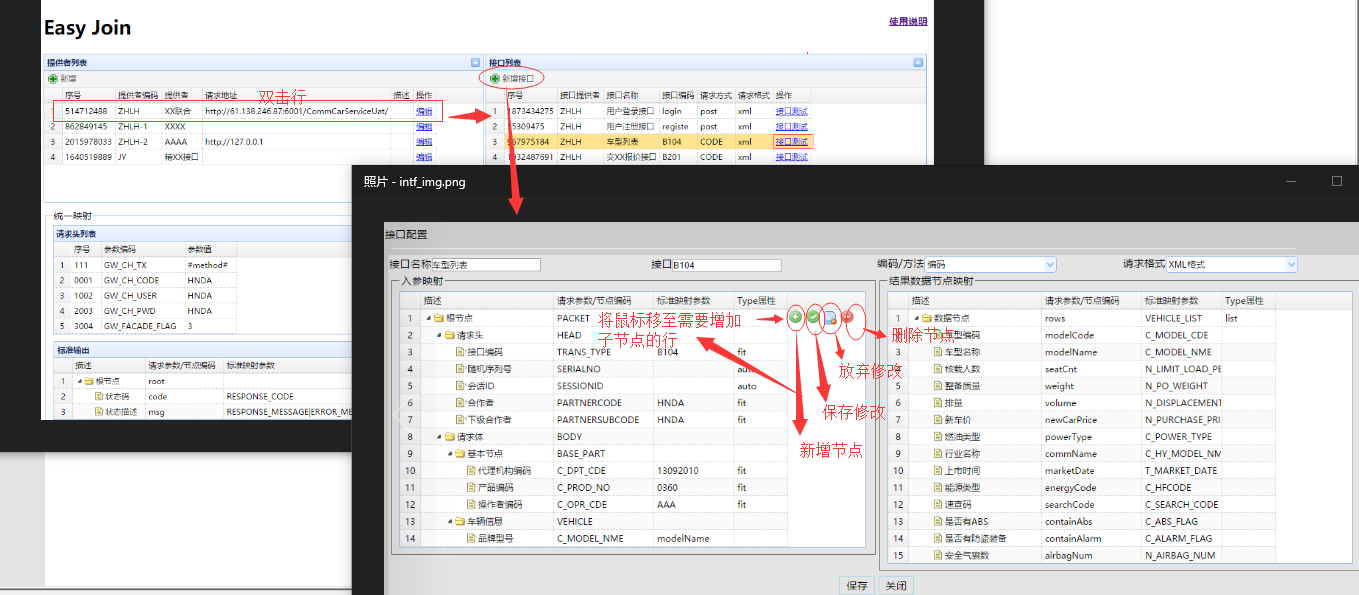 Easy Join
使用说明
提供者列表
新增
序号 提供者编码 提供者 请求地址 描述 操作
双击行
514712488 ZHLH XX联合 http://61.138.246.87:6001/CommCarServiceUat/ 编辑
2 862849145 ZHLH-1 XXXX 编辑
3 2015978033 ZHLH-2 AAAA http://127.0.0.1 编辑
4 1640519889 JY 精XX接口 编辑
接口列表
新增接口
序号 接口提供者 接口名称 接口编码 请求方式 请求格式 操作
1 1873434275 ZHLH 用户登录接口 login post xml 接口测试
2 5309475 ZHLH 用户注册接口 registe post xml 接口测试
3 967975184 ZHLH 车型列表 B104 CODE xml 接口测试
4 1932487691 ZHLH 交XX报价接口 B201 CODE xml 接口测试
统一映射
请求头列表
序号 参数编码 参数值
1 111 GW_CH_TX #method#
2 0001 GW_CH_CODE HNDA
3 1002 GW_CH_USER HNDA
4 2003 GW_CH_PWD HNDA
5 3004 GW_FACADE_FLAG 3
标准输出
描述 请求参数/节点编码 标准映射参数
1 根节点 root
2 状态码 code RESPONSE_CODE
3 状态描述 msg RESPONSE_MESSAGE|ERROR_ME
照片 - intf_img.png
接口配置
接口名称 车型列表 接口 B104 编码/方法 编码 请求格式 XML格式
入参映射
描述 请求参数/节点编码 标准映射参数 Type属性
1 根节点 PACKET
2 请求头 HEAD
3 接口编码 TRANS_TYPE B104 fit
4 随机序列号 SERIALNO auto
5 会话ID SESSIONID auto
6 合作者 PARTNERCODE HNDA fit
7 下级合作者 PARTNERSUBCODE HNDA fit
8 请求体 BODY
9 基本节点 BASE_PART
10 代理机构编码 C_DPT_CDE 13092010 fit
11 产品编码 C_PROD_NO 0360 fit
12 操作者编码 C_OPR_CDE AAA fit
13 车辆信息 VEHICLE
14 品牌型号 C_MODEL_NME modelName
将鼠标移至需要增加
子节点的行
删除节点
放弃修改
保存修改
新增节点
结果数据节点映射
描述 请求参数/节点编码 标准映射参数 Type属性
1 数据节点 rows VEHICLE_LIST list
2 车型编码 modelCode C_MODEL_CDE
3 车型名称 modelName C_MODEL_NME
4 核载人数 seatCnt N_LIMIT_LOAD_PE
5 整备质量 weight N_PO_WEIGHT
6 排量 volume N_DISPLACEMENT
7 新车价 newCarPrice N_PURCHASE_PRI
8 燃油类型 powerType C_POWER_TYPE
9 行业名称 commName C_HY_MODEL_NM
10 上市时间 marketDate T_MARKET_DATE
11 能源类型 energyCode C_HFCODE
12 速查码 searchCode C_SEARCH_CODE
13 是否有ABS containAbs C_ABS_FLAG
14 是否有防盗装备 containAlarm C_ALARM_FLAG
15 安全气囊数 airbagNum N_AIRBAG_NUM
保存 关闭